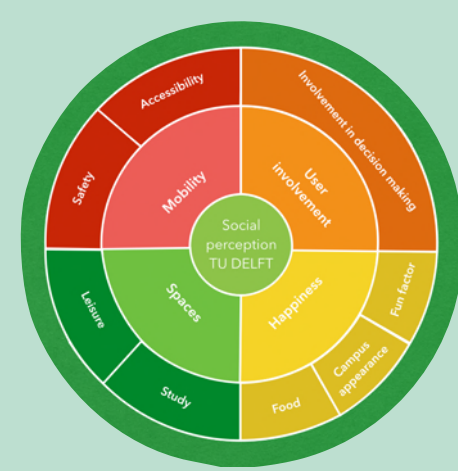 Social
perception
TU DELFT
Mobility
User
involvement
Spaces
Happiness
Accessibility
Safety
Involvement in decision making
Fun factor
Campus
appearance
Food
Study
Leisure